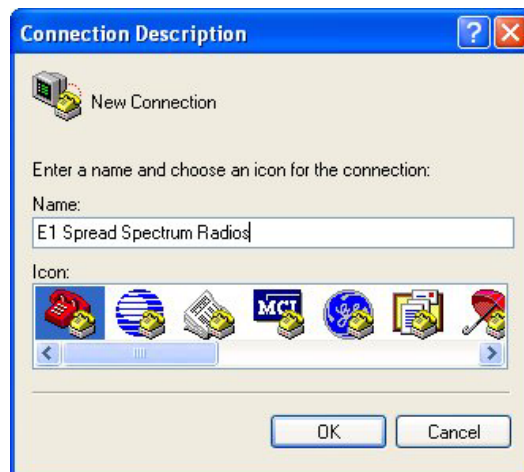 Connection Description
New Connection
Enter a name and choose an icon for the connection:
Name:
E1 Spread Spectrum Radios
Icon:
MCI
OK
Cancel